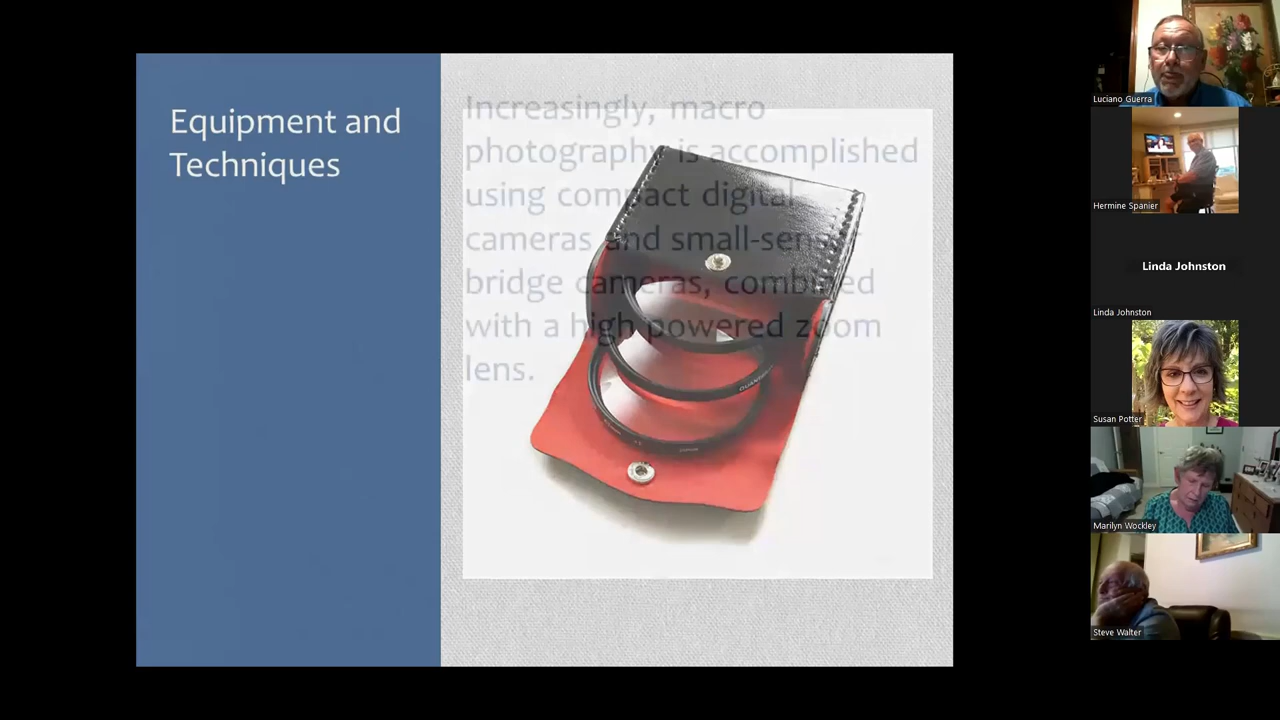 Equipment and
Techniques
Increasingly, macro
photography is accomplished
using compact digital
cameras and small-sensor
bridge cameras, combined
with a high powered zoom
lens.
Luciano Guerra
Hermine Spanier
Linda Johnston
Linda Johnston
Susan Potter
Marilyn Wockley
Steve Walter